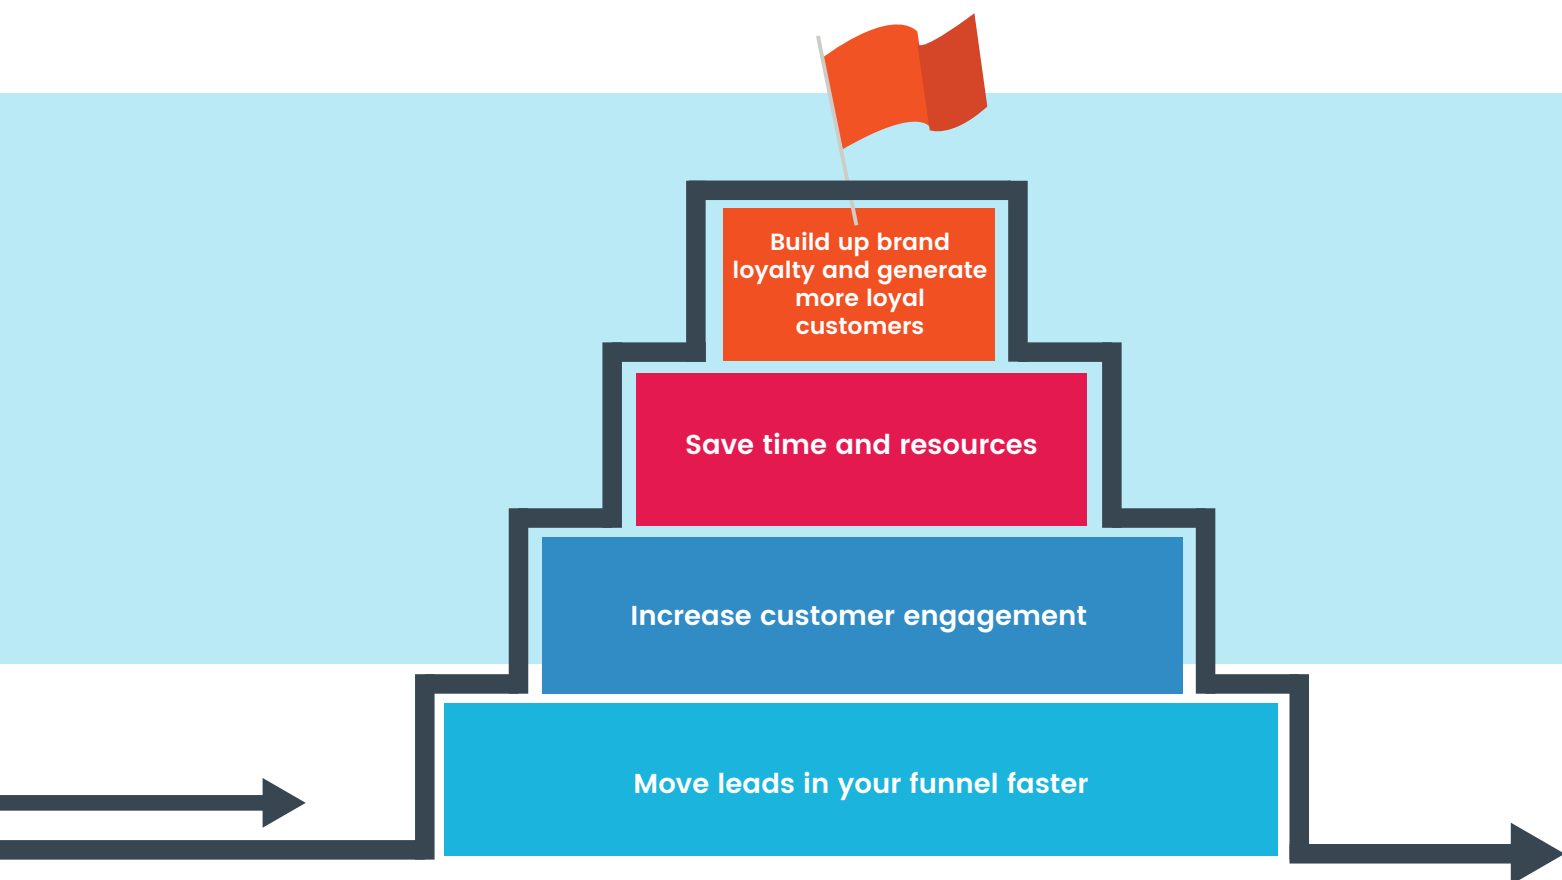 Build up brand
loyalty and generate
more loyal
customers
Save time and resources
Increase customer engagement
Move leads in your funnel faster